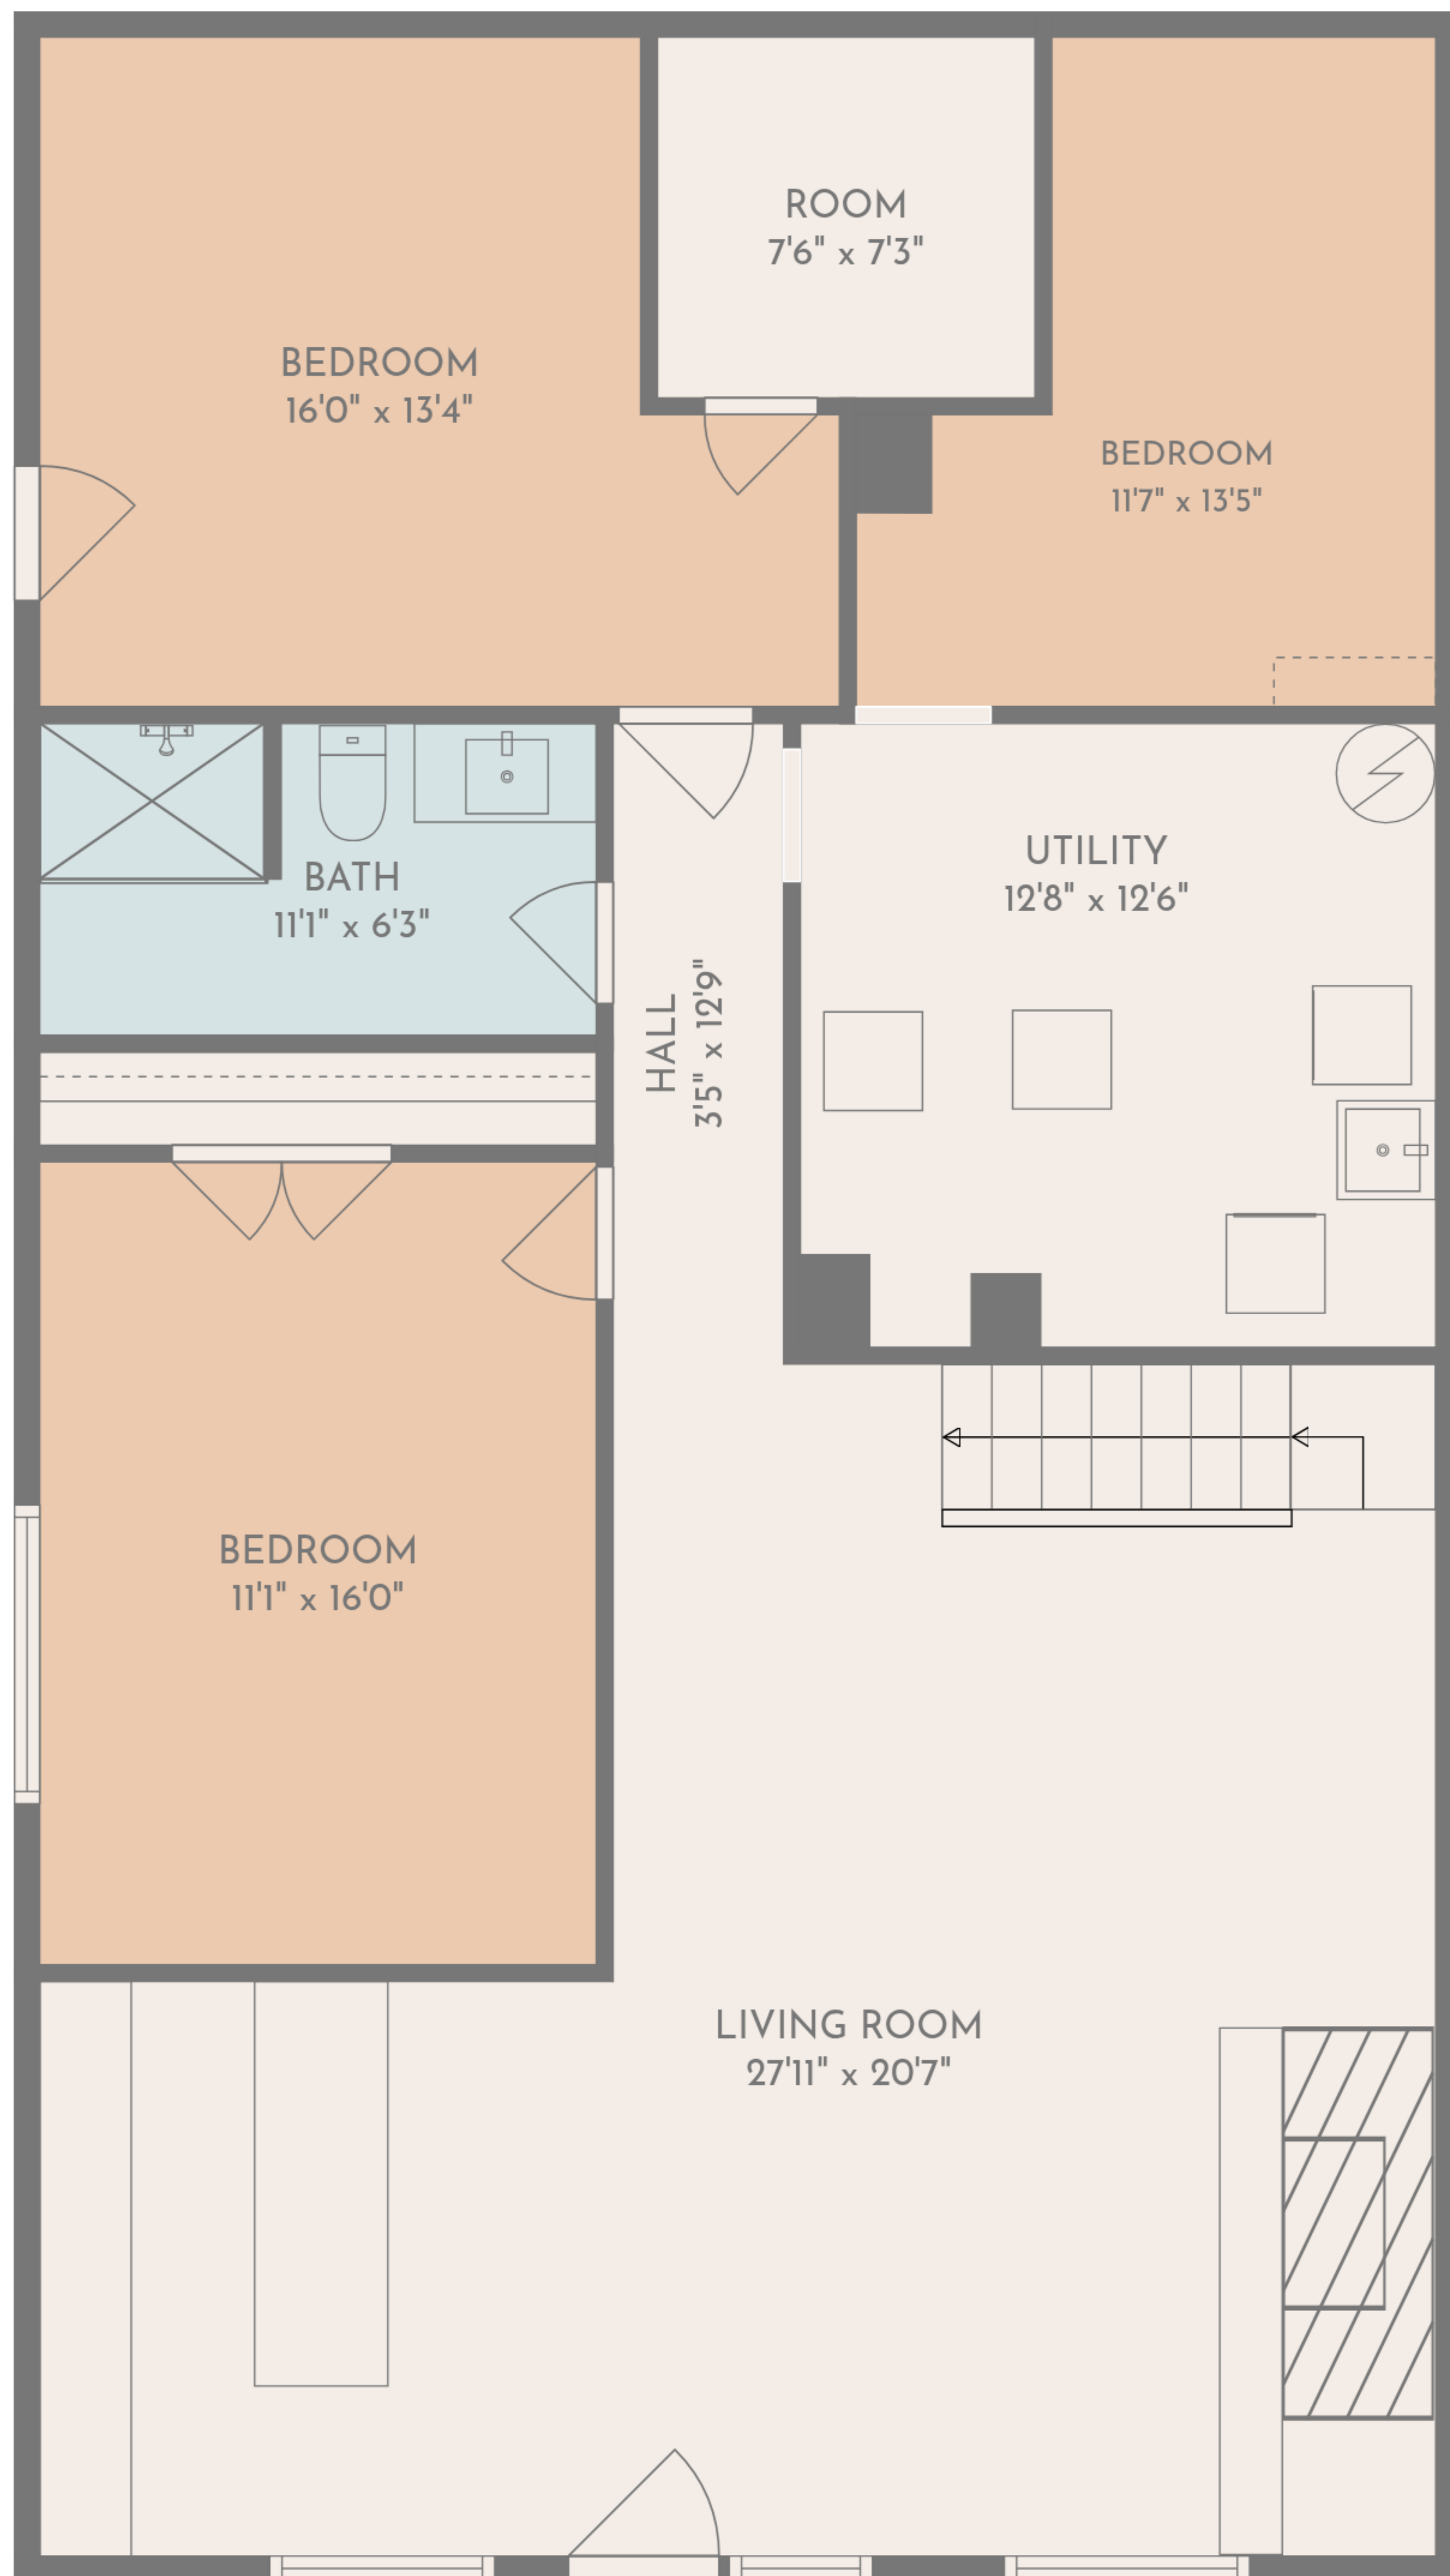 ROOM
7'6" x 7'3"
BEDROOM
16'0" x 13'4"
BEDROOM
11'7" x 13'5"
UTILITY
12'8" x 12'6"
BATH
11'1" x 6'3"
HALL
3'5" x 12'9"
BEDROOM
11'1" x 16'0"
LIVING ROOM
27'11" x 20'7"